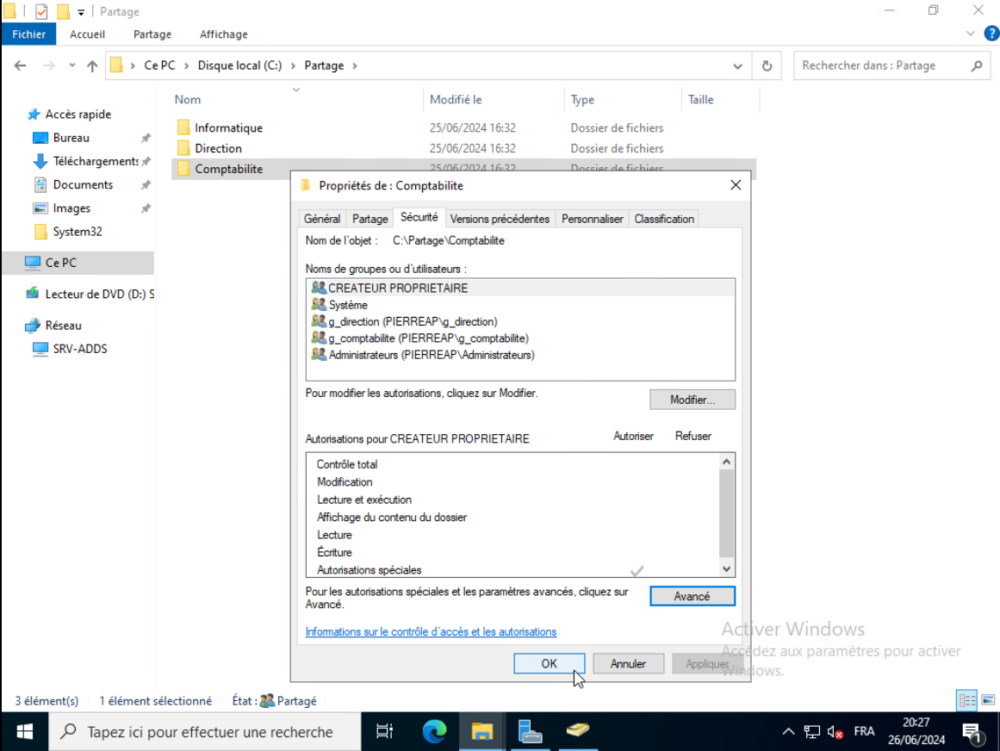 Partage
Fichier Accueil Partage Affichage
Ce PC Disque local (C:) Partage
Rechercher dans : Partage
Nom Modifié le Type Taille
Accès rapide
Bureau
Téléchargements
Documents
Images
System32
Ce PC
Lecteur de DVD (D:) S
Réseau
SRV-ADDS
Informatique 25/06/2024 16:32 Dossier de fichiers
Direction 25/06/2024 16:32 Dossier de fichiers
Comptabilite 25/06/2024 16:32 Dossier de fichiers
Propriétés de : Comptabilite
Général Partage Sécurité Versions précédentes Personnaliser Classification
Nom de l'objet : C:\Partage\Comptabilite
Noms de groupes ou d'utilisateurs :
CREATEUR PROPRIETAIRE
Système
g_direction (PIERREAP\g_direction)
g_comptabilite (PIERREAP\g_comptabilite)
Administrateurs (PIERREAP\Administrateurs)
Pour modifier les autorisations, cliquez sur Modifier.
Modifier...
Autorisations pour CREATEUR PROPRIETAIRE Autoriser Refuser
Contrôle total
Modification
Lecture et exécution
Affichage du contenu du dossier
Lecture
Écriture
Autorisations spéciales
Pour les autorisations spéciales et les paramètres avancés, cliquez sur
Avancé.
Avancé
Informations sur le contrôle d'accès et les autorisations
OK Annuler Appliquer
Activer Windows
Accédez aux paramètres pour activer
Windows.
3 élément(s) 1 élément sélectionné État : Partagé
Tapez ici pour effectuer une recherche
FRA
20:27
26/06/2024
1